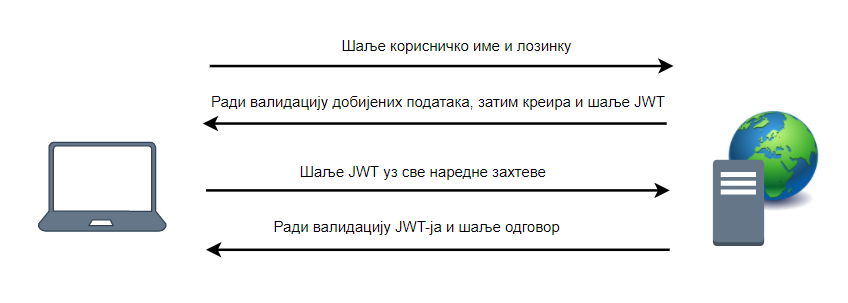 Шаље корисничко име и лозинку
Ради валидацију добијених података, затим креира и шаље JWT
Шаље JWT уз све наредне захтеве
Ради валидацију JWT-ја и шаље одговор